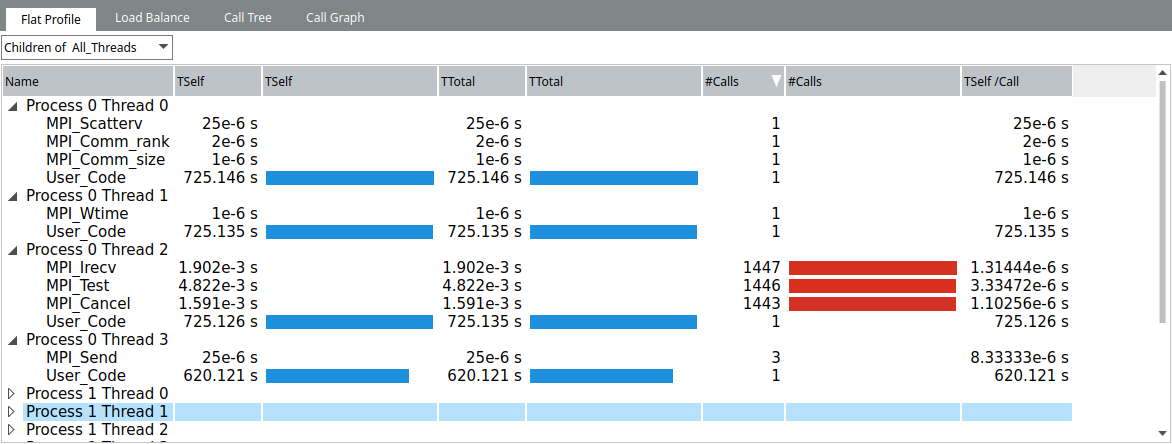 Flat Profile Load Balance Call Tree Call Graph
Children of All_Threads
Name TSelf TSelf TTotal TTotal #Calls #Calls TSelf /Call
Process 0 Thread 0
MPI_Scatterv 25e-6 s 25e-6 s 1 25e-6 s
MPI_Comm_rank 2e-6 s 2e-6 s 1 2e-6 s
MPI_Comm_size 1e-6 s 1e-6 s 1 1e-6 s
User_Code 725.146 s 725.146 s 1 725.146 s
Process 0 Thread 1
MPI_Wtime 1e-6 s 1e-6 s 1 1e-6 s
User_Code 725.135 s 725.135 s 1 725.135 s
Process 0 Thread 2
MPI_Irecv 1.902e-3 s 1.902e-3 s 1447 1.31444e-6 s
MPI_Test 4.822e-3 s 4.822e-3 s 1446 3.33472e-6 s
MPI_Cancel 1.591e-3 s 1.591e-3 s 1443 1.10256e-6 s
User_Code 725.126 s 725.135 s 1 725.126 s
Process 0 Thread 3
MPI_Send 25e-6 s 25e-6 s 3 8.33333e-6 s
User_Code 620.121 s 620.121 s 1 620.121 s
Process 1 Thread 0
Process 1 Thread 1
Process 1 Thread 2